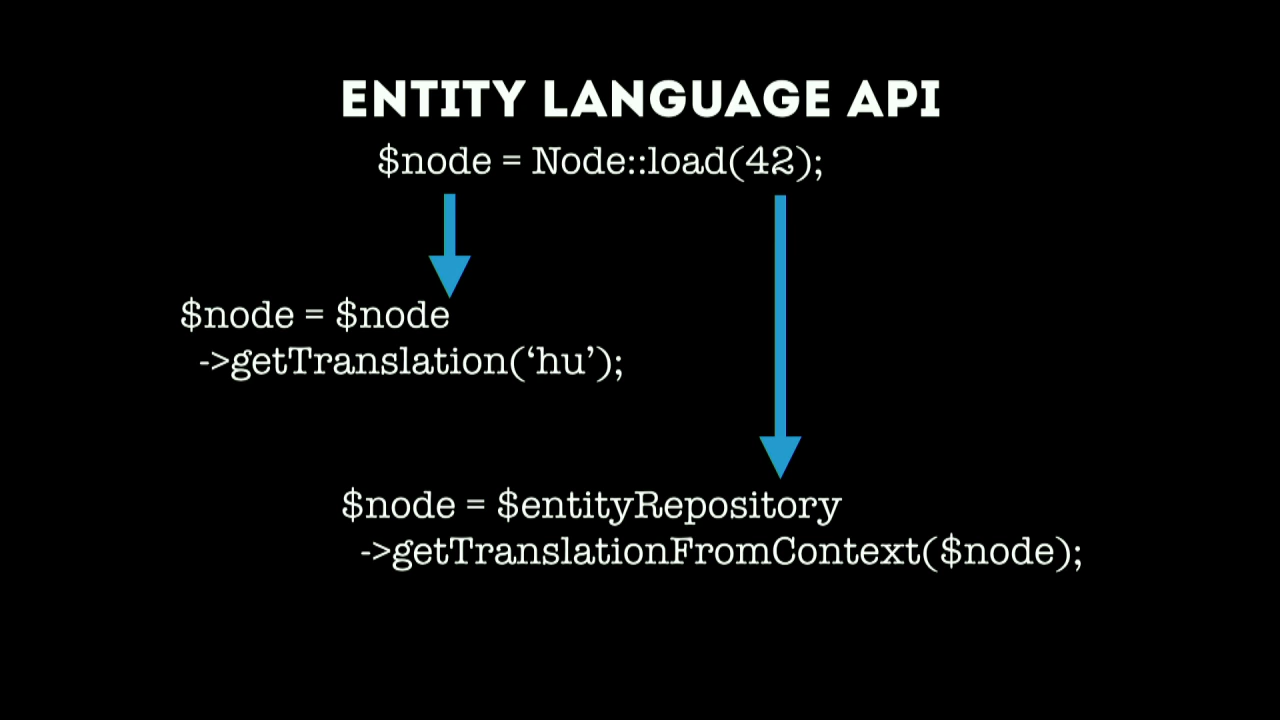 ENTITY LANGUAGE API
$node = Node::load(42);
$node = $node
->getTranslation(‘hu’);
$node = $entityRepository
->getTranslationFromContext($node);